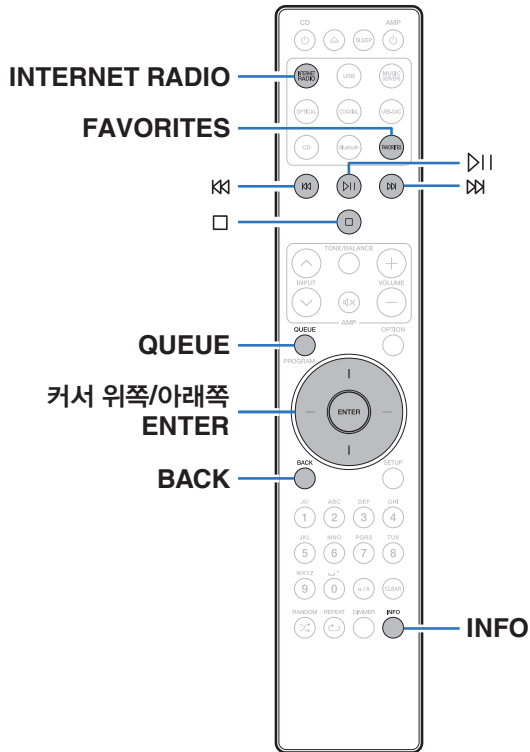 CD AMP
SLEEP
INTERNET RADIO
INTERNET RADIO USB MUSIC SERVERS
OPTICAL COAXIAL USB-DAC
FAVORITES
CD Bluetooth FAVORITES
TONE/BALANCE
INPUT VOLUME
AMP
QUEUE OPTION
QUEUE
PROGRAM
커서 위쪽/아래쪽
ENTER
ENTER
BACK SETUP
BACK
.:/ ABC DEF GHI
1 2 3 4
JKL MNO PQRS TUV
5 6 7 8
WXYZ
9 0 a/A CLEAR
RANDOM REPEAT DIMMER INFO
INFO